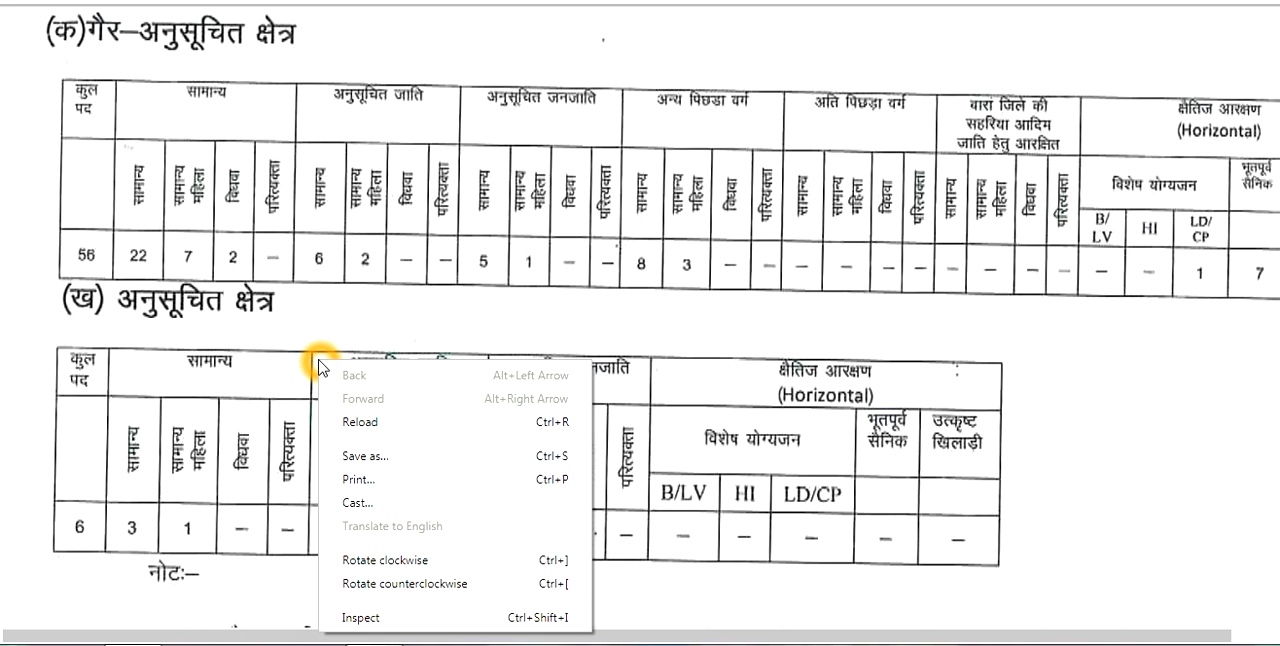 (क)गैर–अनुसूचित क्षेत्र
कुल पद सामान्य अनुसूचित जाति अनुसूचित जनजाति अन्य पिछडा वर्ग अति पिछड़ा वर्ग बारां जिले की सहरिया आदिम जाति हेतु आरक्षित क्षैतिज आरक्षण (Horizontal)
सामान्य सामान्य महिला विधवा परित्यक्ता सामान्य सामान्य महिला विधवा परित्यक्ता सामान्य सामान्य महिला विधवा परित्यक्ता सामान्य सामान्य महिला विधवा परित्यक्ता सामान्य सामान्य महिला विधवा परित्यक्ता सामान्य सामान्य महिला विधवा परित्यक्ता विशेष योग्यजन भूतपूर्व सैनिक
B/LV HI LD/CP
56 22 7 2 – 6 2 – – 5 1 – – 8 3 – – – – – – – – – – – – 1 7
(ख) अनुसूचित क्षेत्र
कुल पद सामान्य नजाति क्षैतिज आरक्षण (Horizontal)
सामान्य सामान्य महिला विधवा परित्यक्ता परित्यक्ता विशेष योग्यजन भूतपूर्व सैनिक उत्कृष्ट खिलाड़ी
B/LV HI LD/CP
6 3 1 – – – – – – – –
नोटः–
Back Alt+Left Arrow
Forward Alt+Right Arrow
Reload Ctrl+R
Save as... Ctrl+S
Print... Ctrl+P
Cast...
Translate to English
Rotate clockwise Ctrl+]
Rotate counterclockwise Ctrl+[
Inspect Ctrl+Shift+I